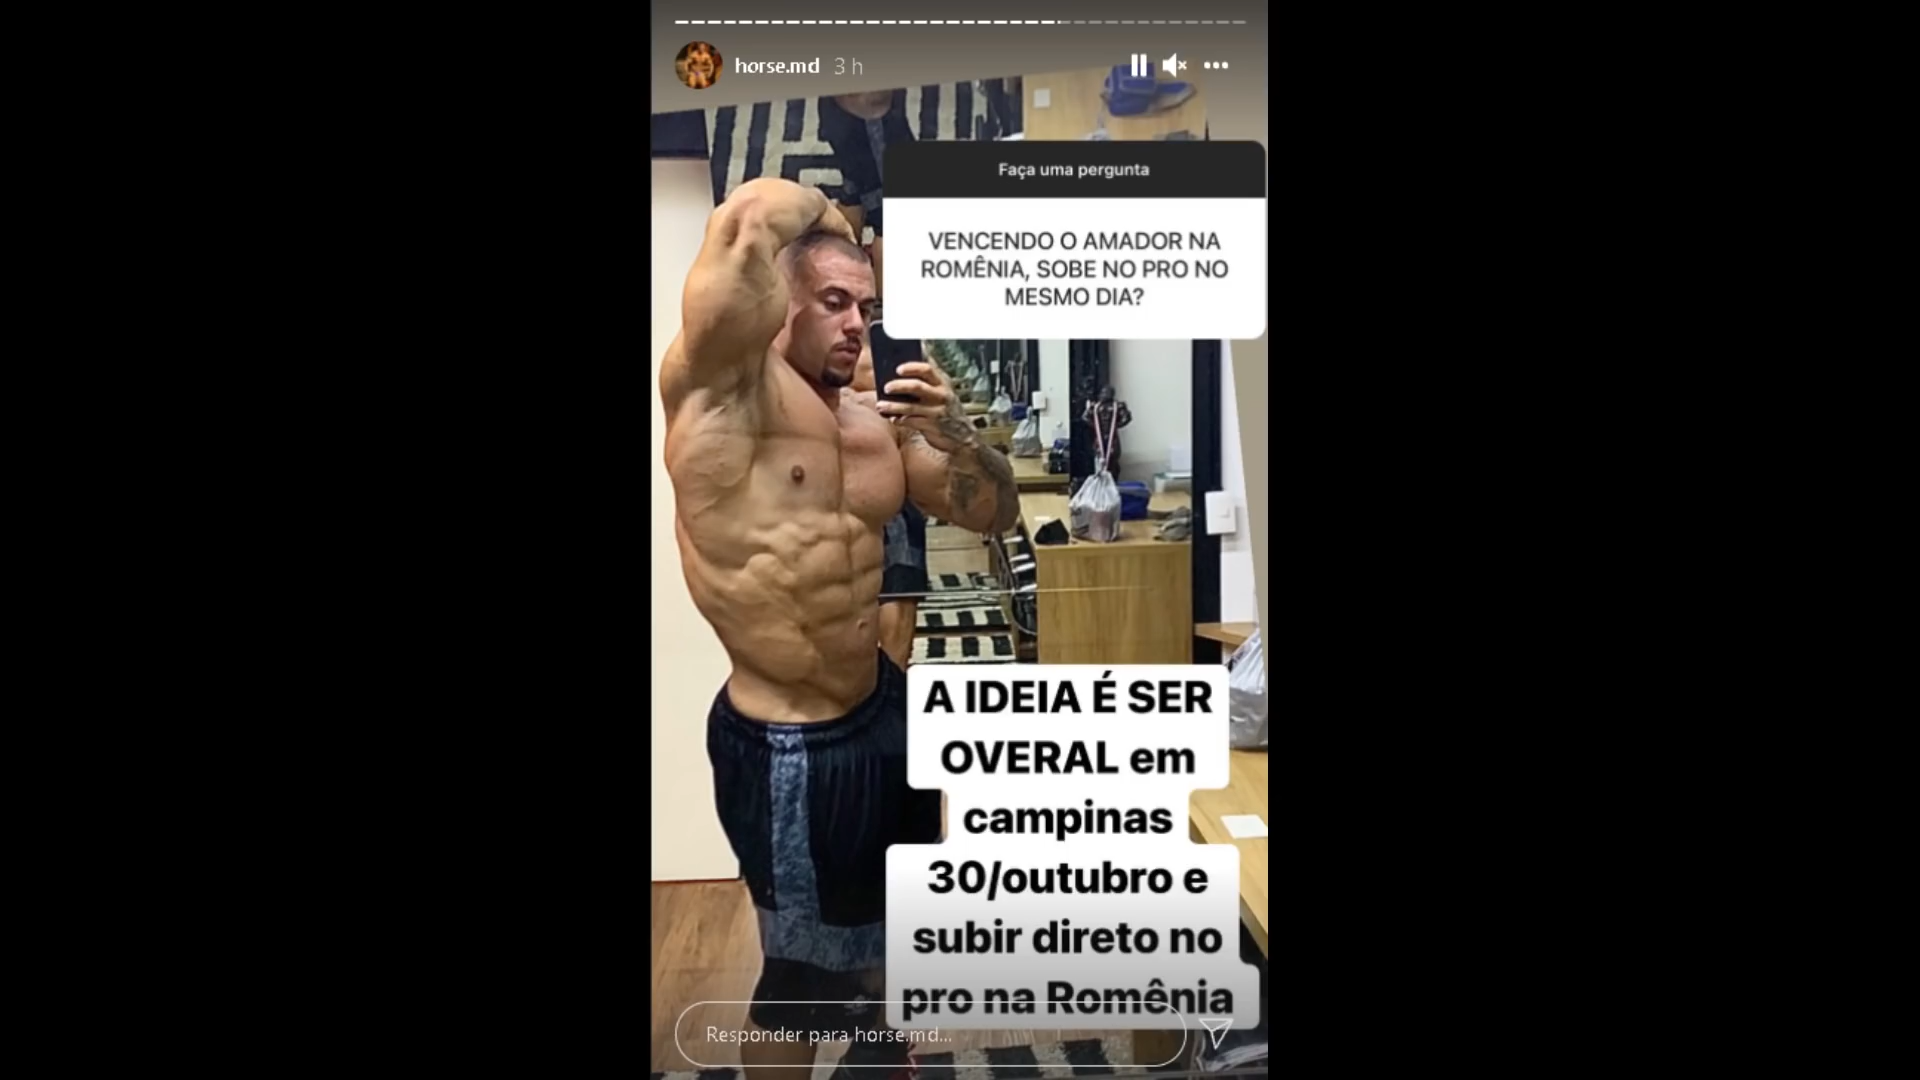 horse.md 3 h
Faça uma pergunta
VENCENDO O AMADOR NA
ROMÊNIA, SOBE NO PRO NO
MESMO DIA?
A IDEIA É SER
OVERAL em
campinas
30/outubro e
subir direto no
pro na Romênia
Responder para horse.md...